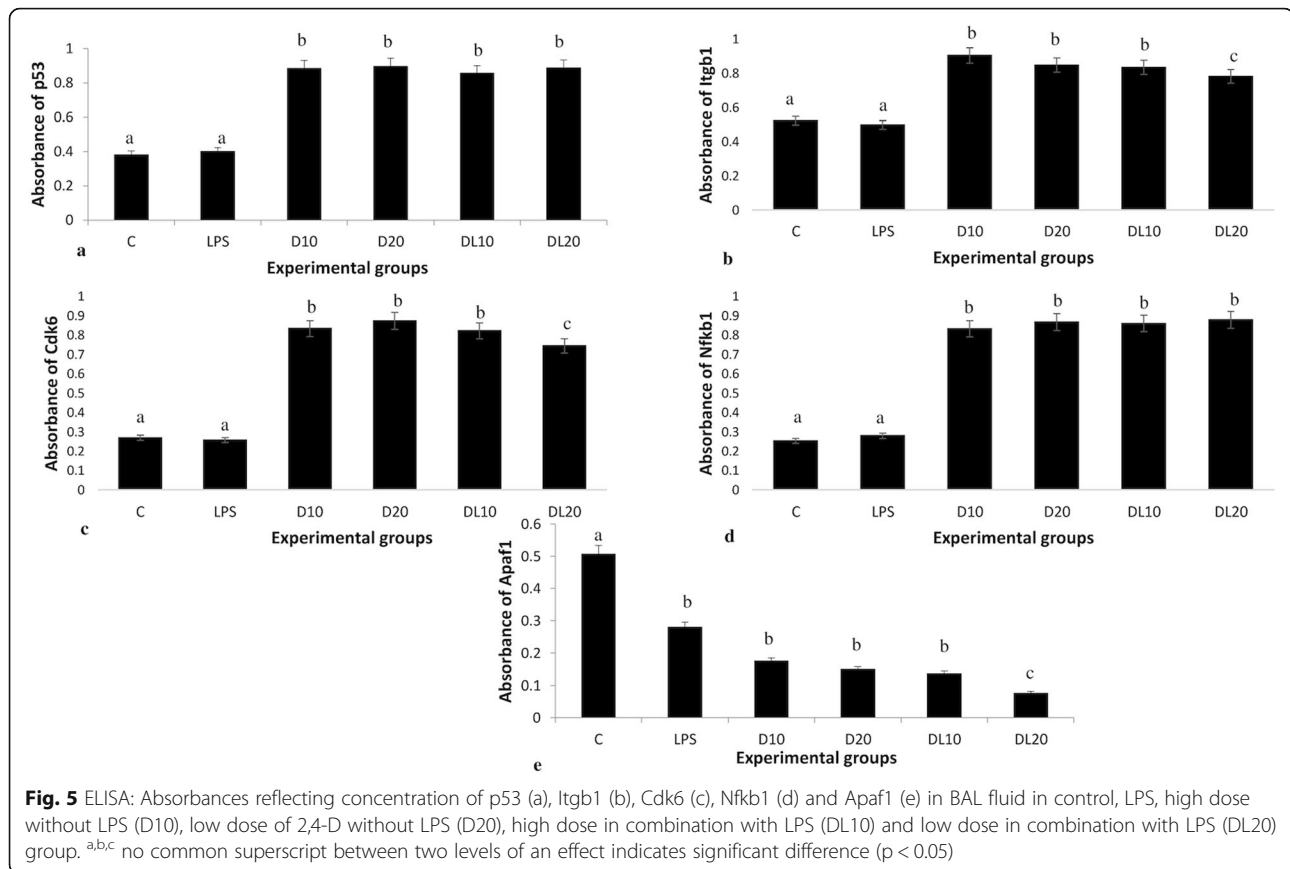 b b b b
a a
Absorbance of p53
1
0.8
0.6
0.4
0.2
0
C LPS D10 D20 DL10 DL20
a
Experimental groups
b b b c
a a
Absorbance of Itgb1
1
0.8
0.6
0.4
0.2
0
C LPS D10 D20 DL10 DL20
b
Experimental groups
b b b c
a a
Absorbance of Cdk6
1
0.9
0.8
0.7
0.6
0.5
0.4
0.3
0.2
0.1
0
C LPS D10 D20 DL10 DL20
c
Experimental groups
b b b b
a a
Absorbance of Nfkb1
1
0.9
0.8
0.7
0.6
0.5
0.4
0.3
0.2
0.1
0
C LPS D10 D20 DL10 DL20
d
Experimental groups
a b b b b c
Absorbance of Apaf1
0.6
0.5
0.4
0.3
0.2
0.1
0
C LPS D10 D20 DL10 DL20
e
Experimental groups
Fig. 5 ELISA: Absorbances reflecting concentration of p53 (a), Itgb1 (b), Cdk6 (c), Nfkb1 (d) and Apaf1 (e) in BAL fluid in control, LPS, high dose
without LPS (D10), low dose of 2,4-D without LPS (D20), high dose in combination with LPS (DL10) and low dose in combination with LPS (DL20)
group. a,b,c no common superscript between two levels of an effect indicates significant difference (p < 0.05)